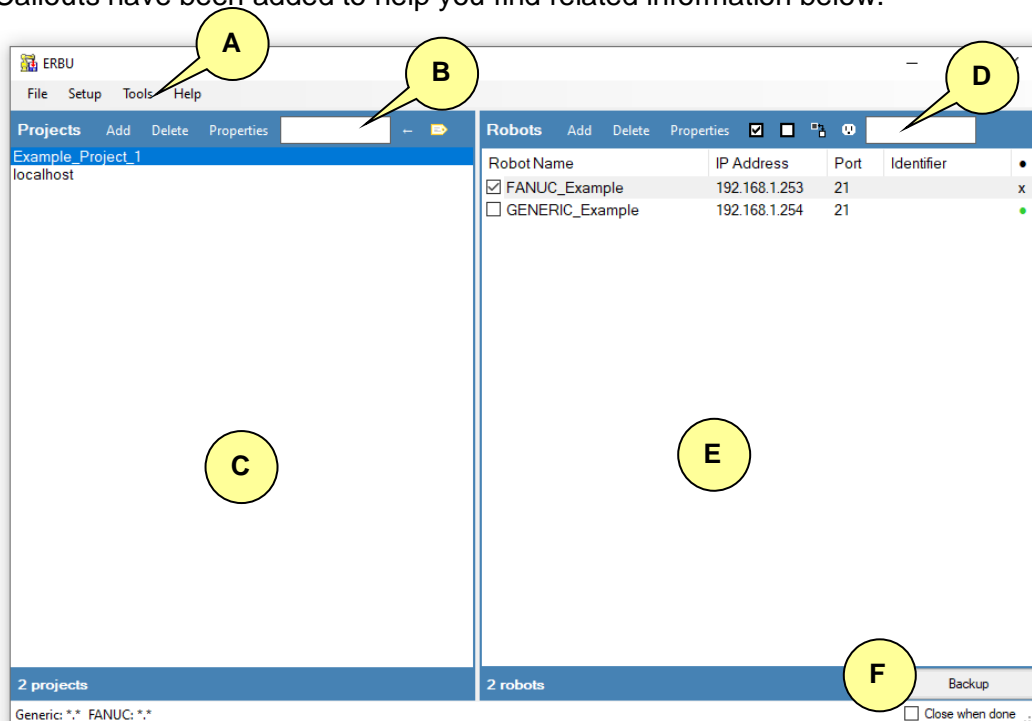 Callouts have been added to help you find related information below.
A
B
D
ERBU
File Setup Tools Help
Projects Add Delete Properties
Robots Add Delete Properties
Example_Project_1
localhost
Robot Name IP Address Port Identifier
FANUC_Example 192.168.1.253 21 x
GENERIC_Example 192.168.1.254 21
C
E
F
2 projects
2 robots
Backup
Generic: *.* FANUC: *.*
Close when done